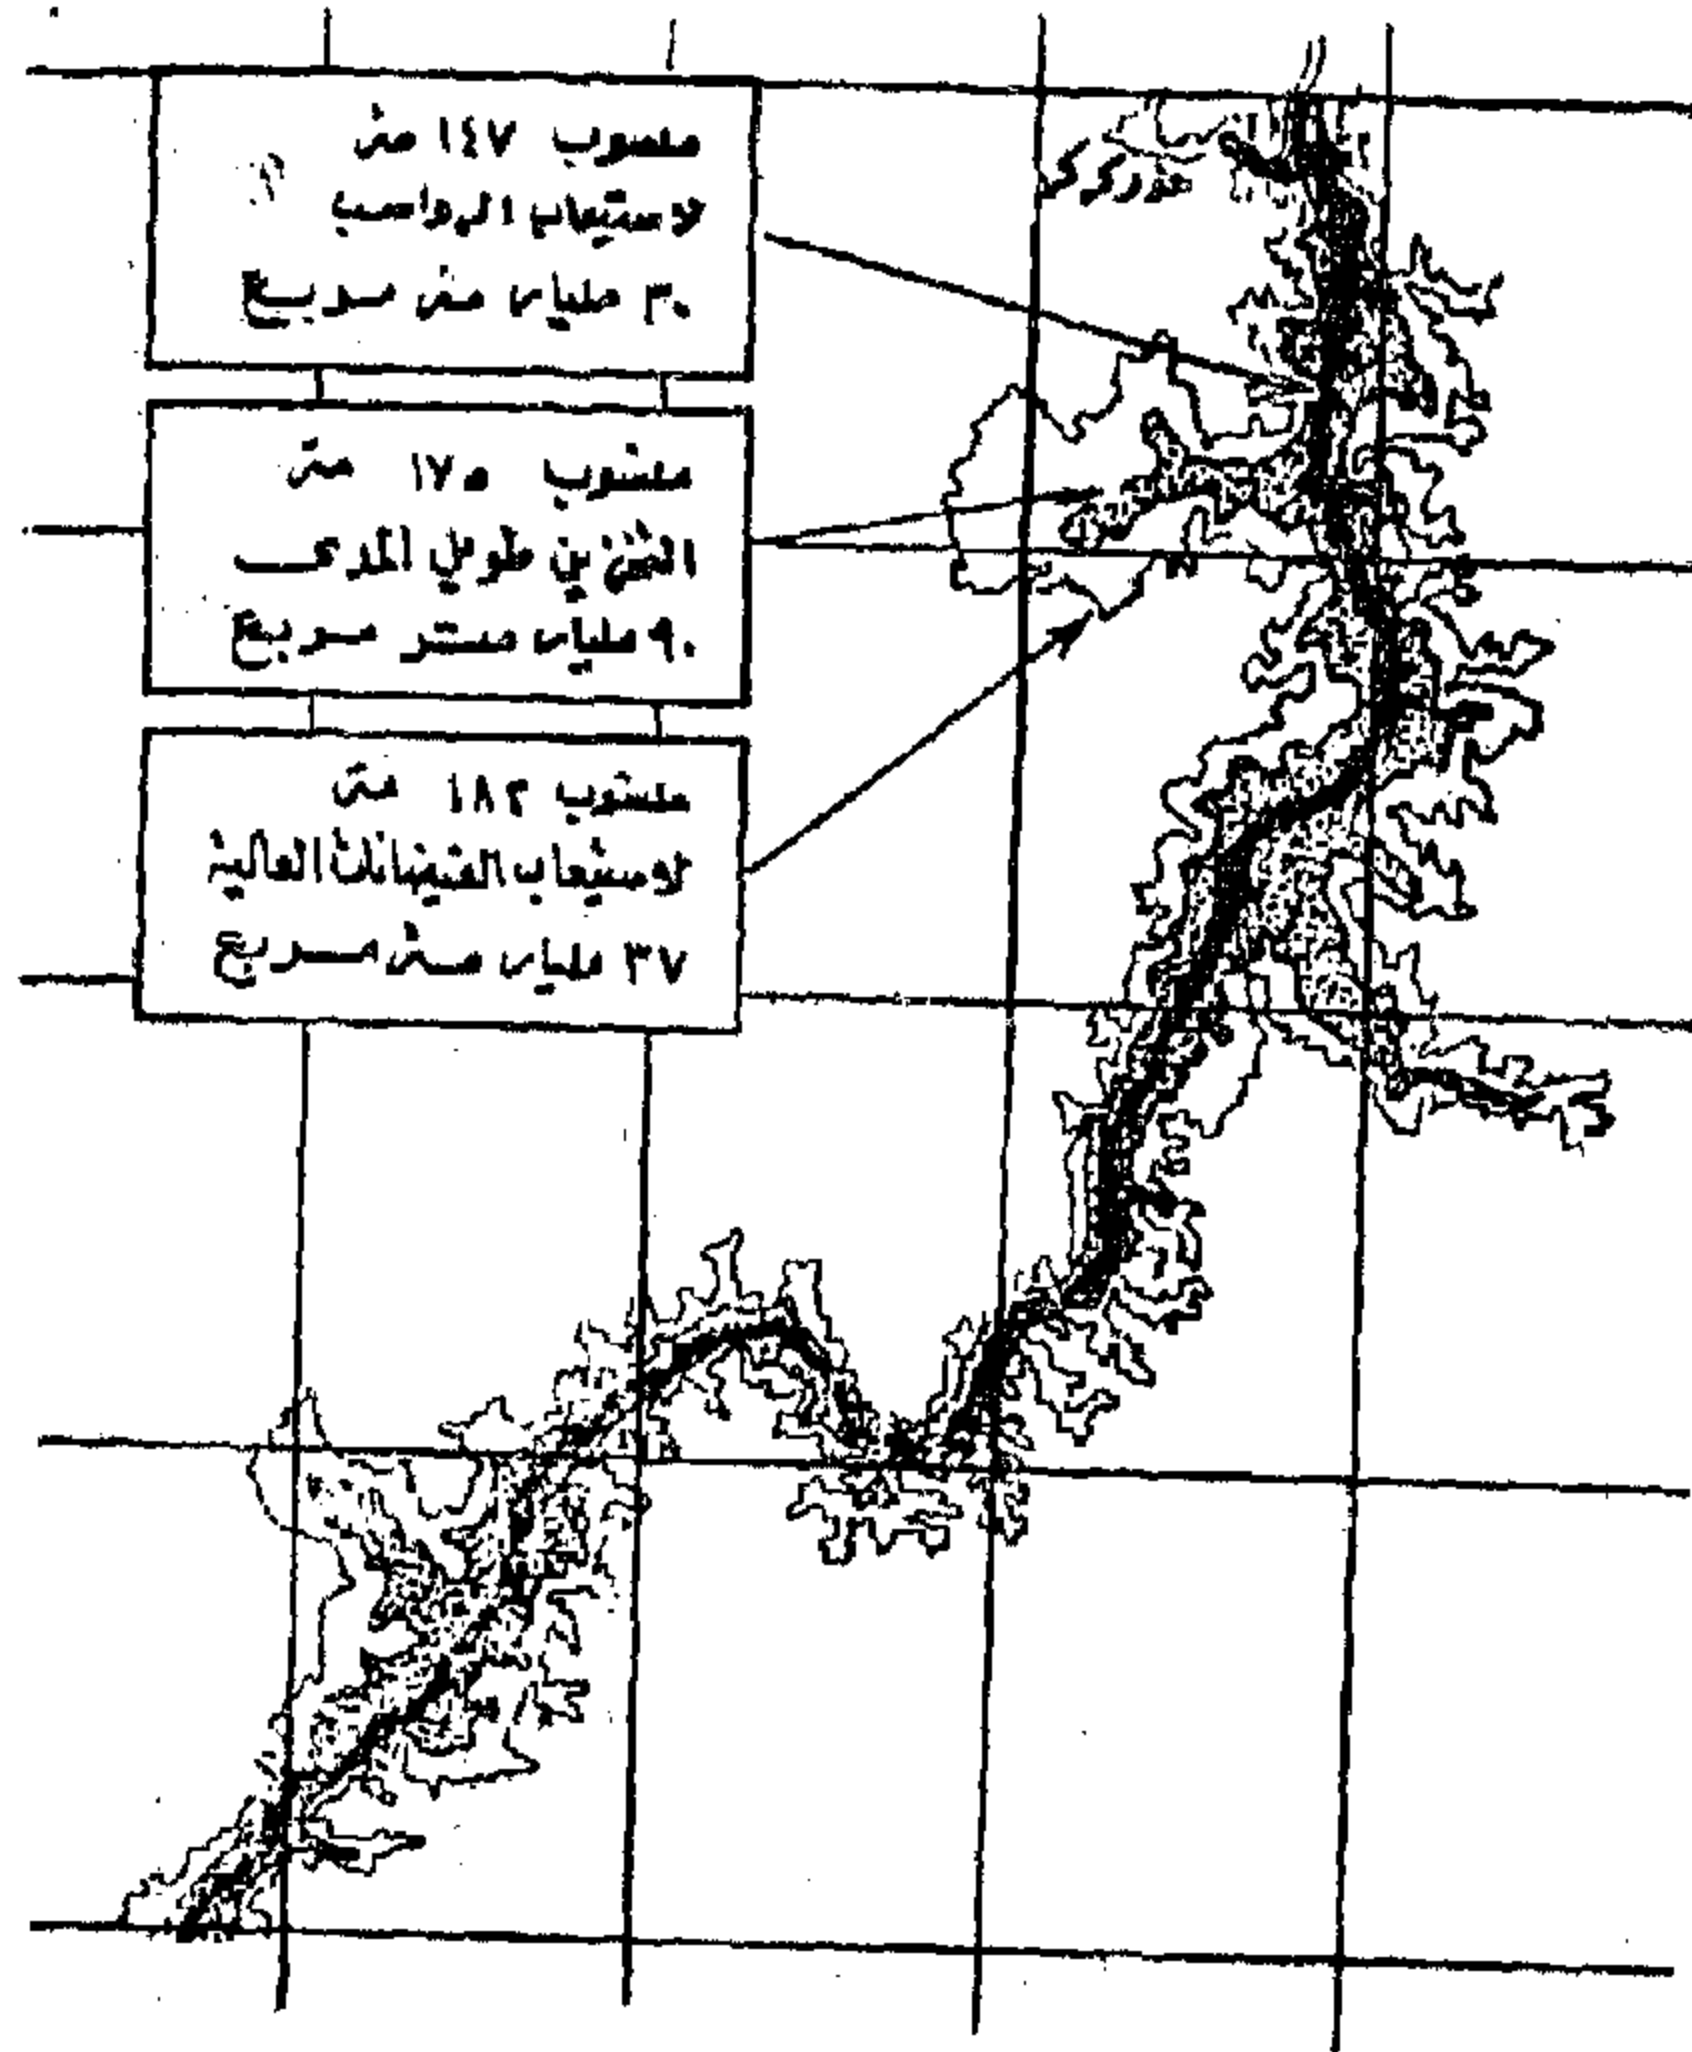 منسوب ١٤٧ متر
لاستيعاب الرواسب
٣٠ مليار متر مربع
منسوب ١٧٥ متر
التخزين طويل المدى
٩٠ مليار متر مربع
منسوب ١٨٢ متر
لاستيعاب الفيضانات العالية
٣٧ مليار متر مربع